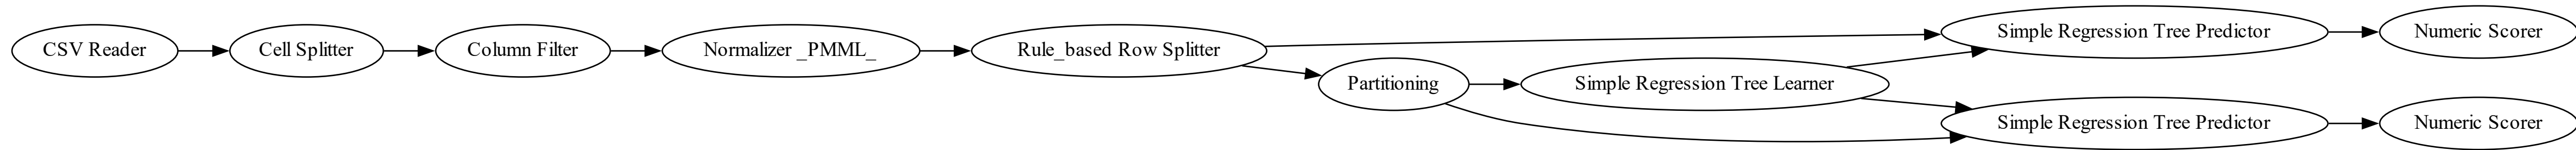 CSV Reader
Cell Splitter
Column Filter
Normalizer _PMML_
Rule_based Row Splitter
Partitioning
Simple Regression Tree Learner
Simple Regression Tree Predictor
Numeric Scorer
Simple Regression Tree Predictor
Numeric Scorer